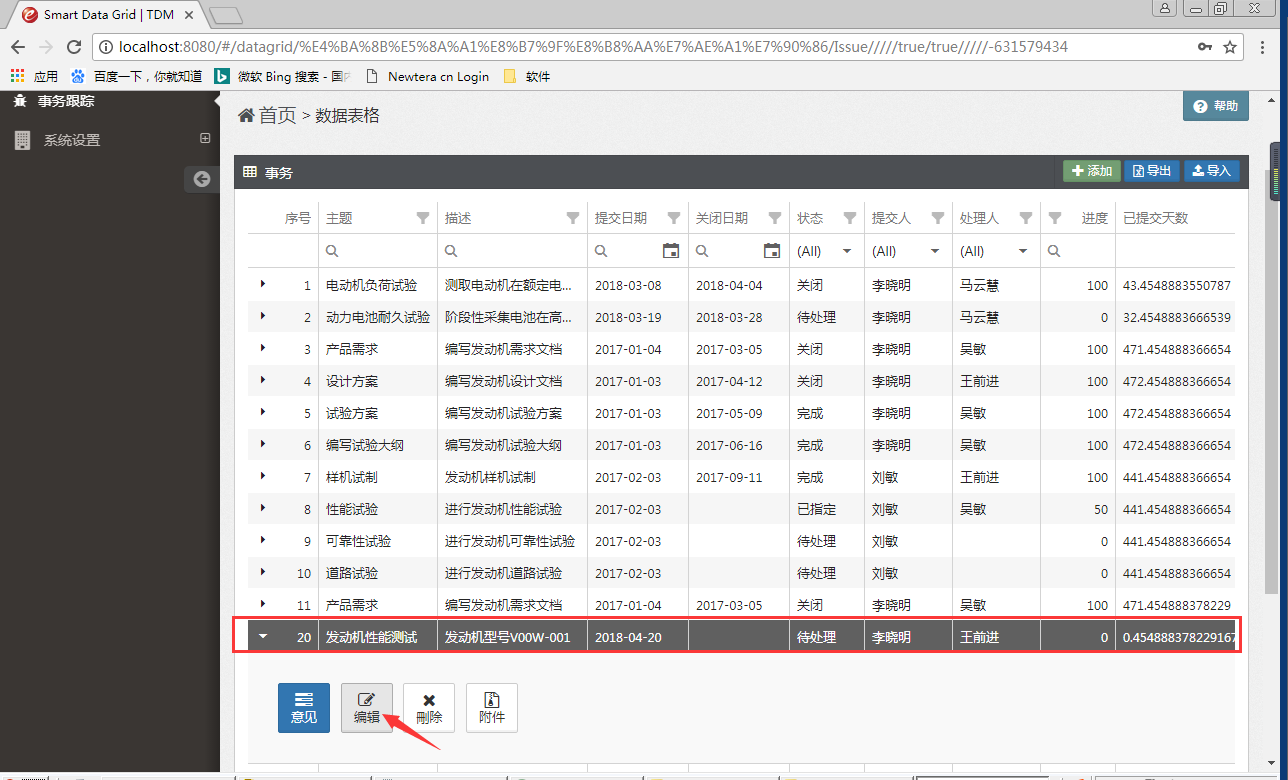 Smart Data Grid | TDM
localhost:8080/#/datagrid/%E4%BA%8B%E5%8A%A1%E8%B7%9F%E8%B8%AA%E7%AE%A1%E7%90%86/Issue/////true/true/////-631579434
应用 百度一下，你就知道 微软 Bing 搜索 - 国内 Newtera cn Login 软件
事务跟踪
系统设置
首页 > 数据表格
帮助
事务
添加 导出 导入
序号 主题 描述 提交日期 关闭日期 状态 提交人 处理人 进度 已提交天数
(All) (All) (All)
1 电动机负荷试验 测取电动机在额定电... 2018-03-08 2018-04-04 关闭 李晓明 马云慧 100 43.4548883550787
2 动力电池耐久试验 阶段性采集电池在高... 2018-03-19 2018-03-28 待处理 李晓明 马云慧 0 32.4548883666539
3 产品需求 编写发动机需求文档 2017-01-04 2017-03-05 关闭 李晓明 吴敏 100 471.454888366654
4 设计方案 编写发动机设计文档 2017-01-03 2017-04-12 关闭 李晓明 王前进 100 472.454888366654
5 试验方案 编写发动机试验方案 2017-01-03 2017-05-09 完成 李晓明 吴敏 100 472.454888366654
6 编写试验大纲 编写发动机试验大纲 2017-01-03 2017-06-16 完成 李晓明 吴敏 100 472.454888366654
7 样机试制 发动机样机试制 2017-02-03 2017-09-11 完成 刘敏 王前进 100 441.454888366654
8 性能试验 进行发动机性能试验 2017-02-03 已指定 刘敏 吴敏 50 441.454888366654
9 可靠性试验 进行发动机可靠性试验 2017-02-03 待处理 刘敏 0 441.454888366654
10 道路试验 进行发动机道路试验 2017-02-03 待处理 刘敏 0 441.454888366654
11 产品需求 编写发动机需求文档 2017-01-04 2017-03-05 关闭 李晓明 吴敏 100 471.454888378229
20 发动机性能测试 发动机型号V00W-001 2018-04-20 待处理 李晓明 王前进 0 0.454888378229167
意见 编辑 刪除 附件